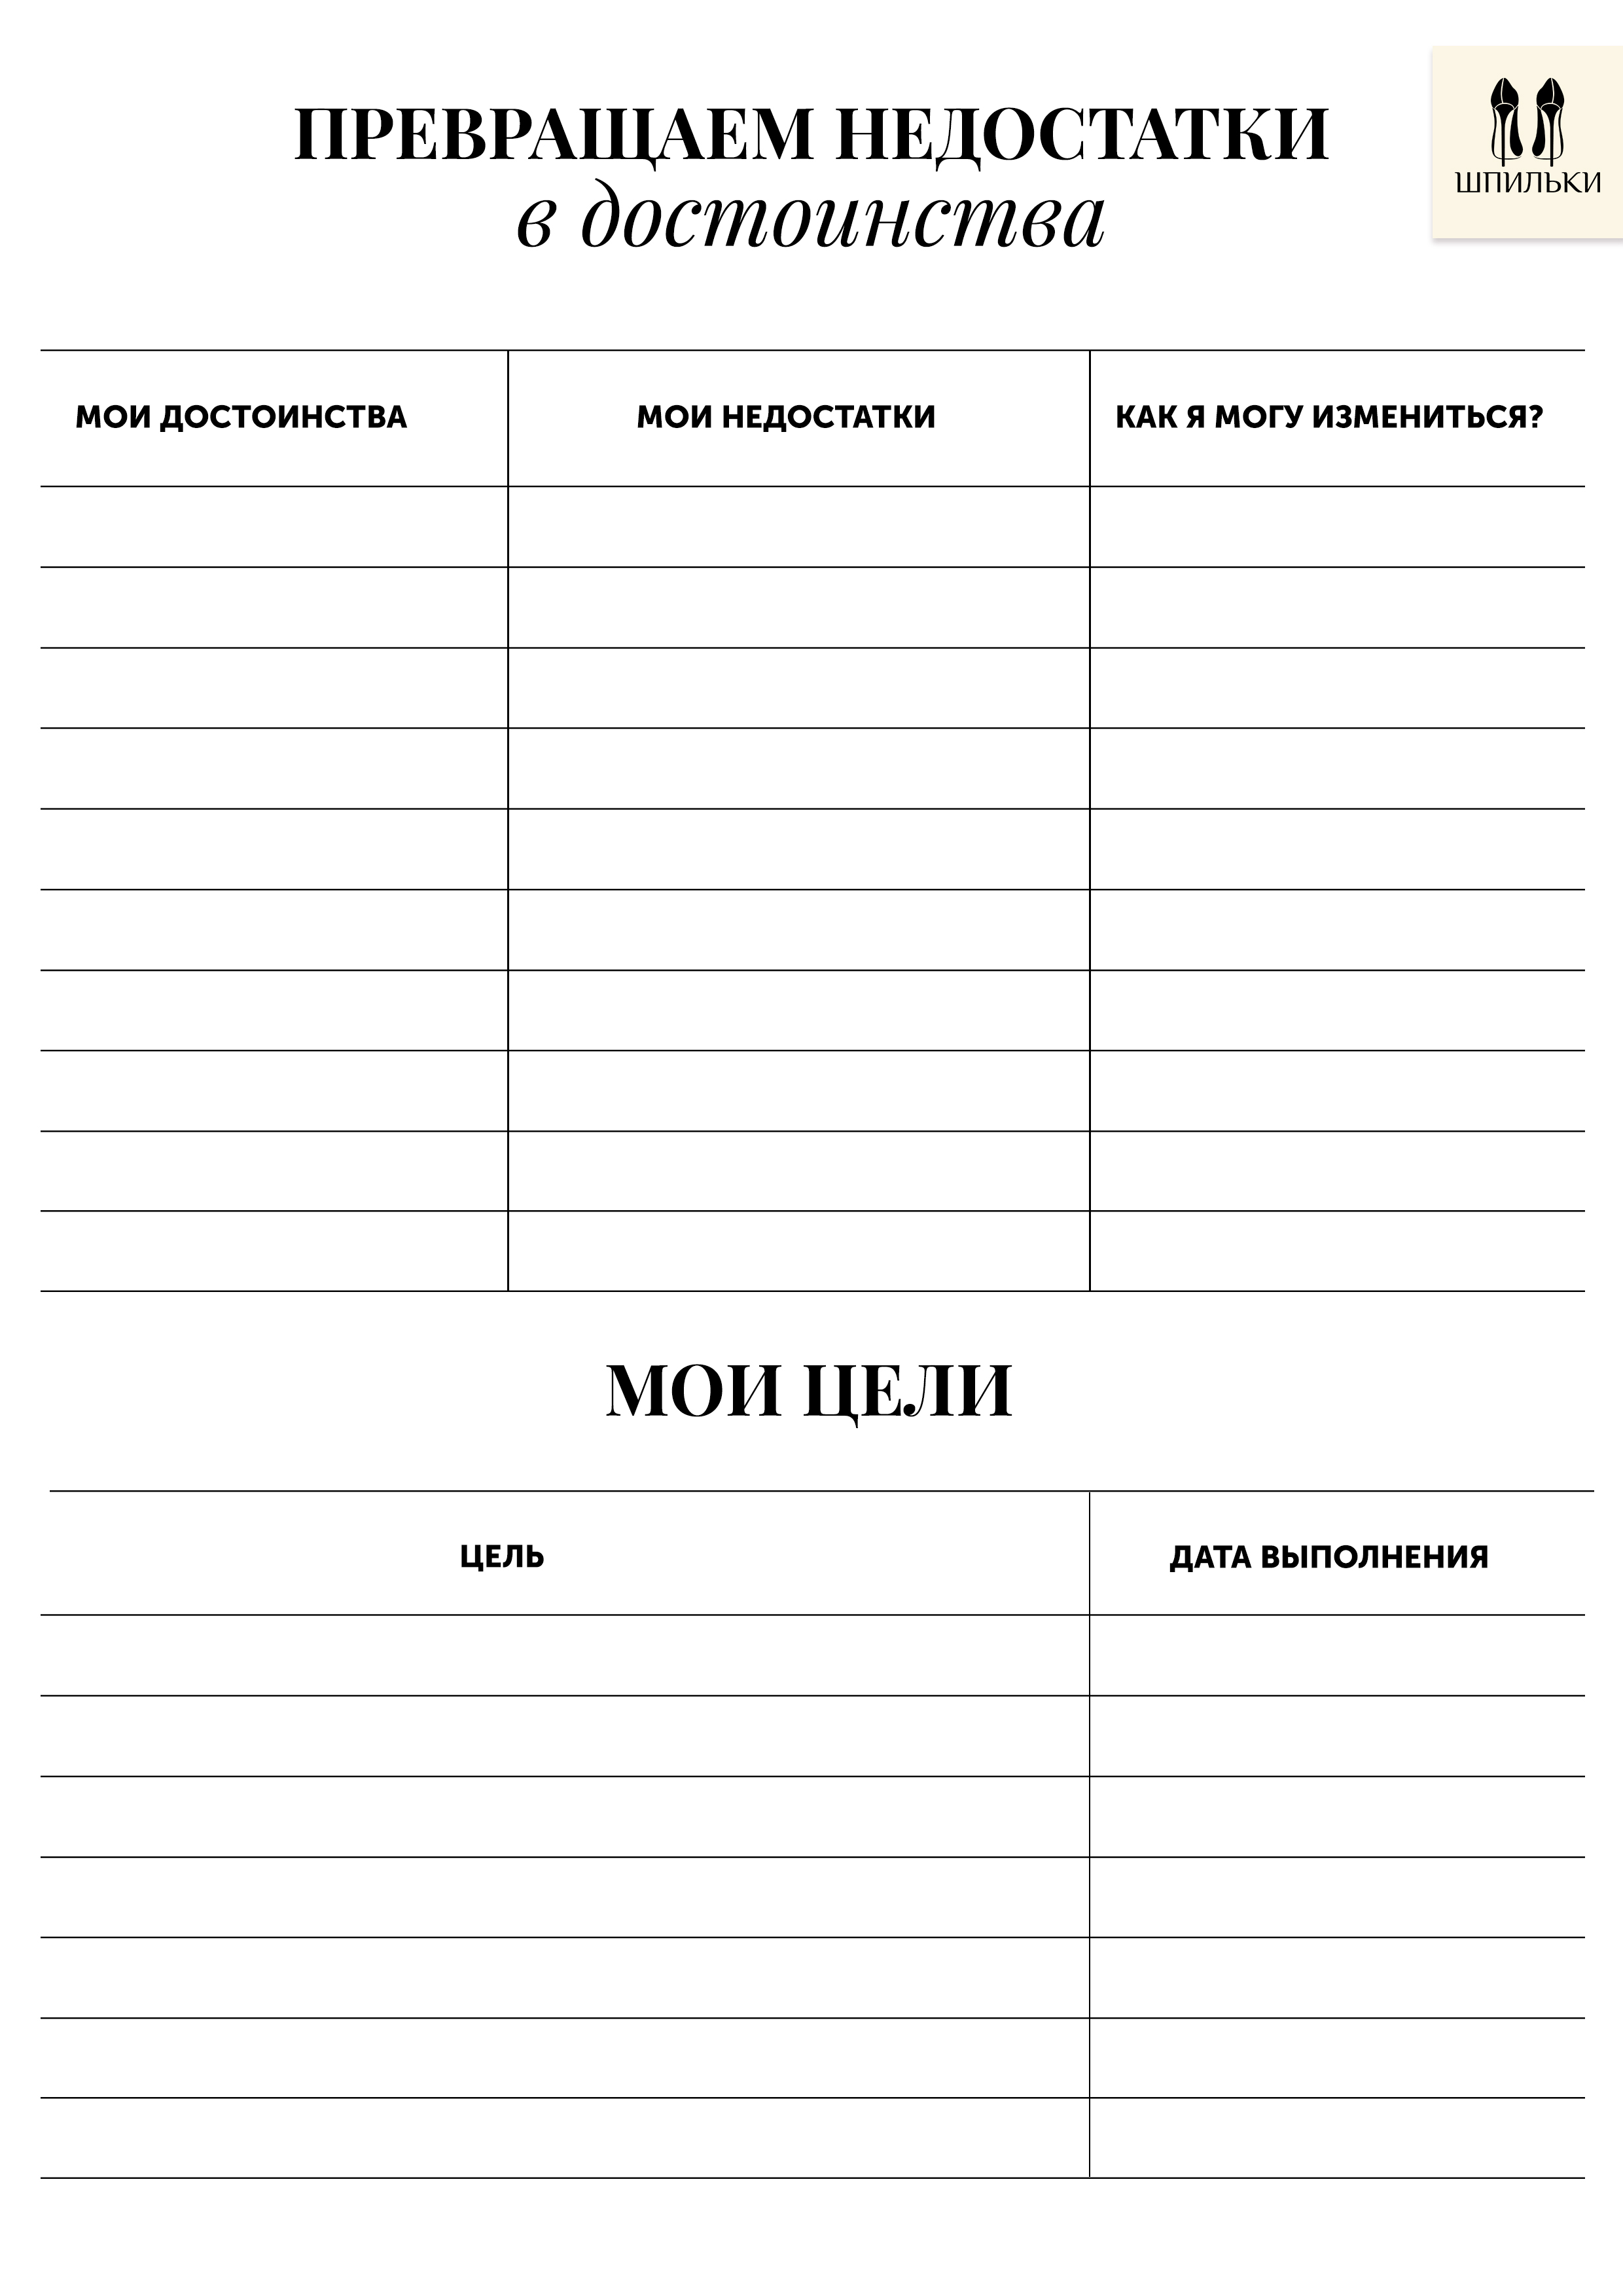 ПРЕВРАЩАЕМ НЕДОСТАТКИ
в достоинства
ШПИЛЬКИ
МОИ ДОСТОИНСТВА МОИ НЕДОСТАТКИ КАК Я МОГУ ИЗМЕНИТЬСЯ?
МОИ ЦЕЛИ
ЦЕЛЬ ДАТА ВЫПОЛНЕНИЯ